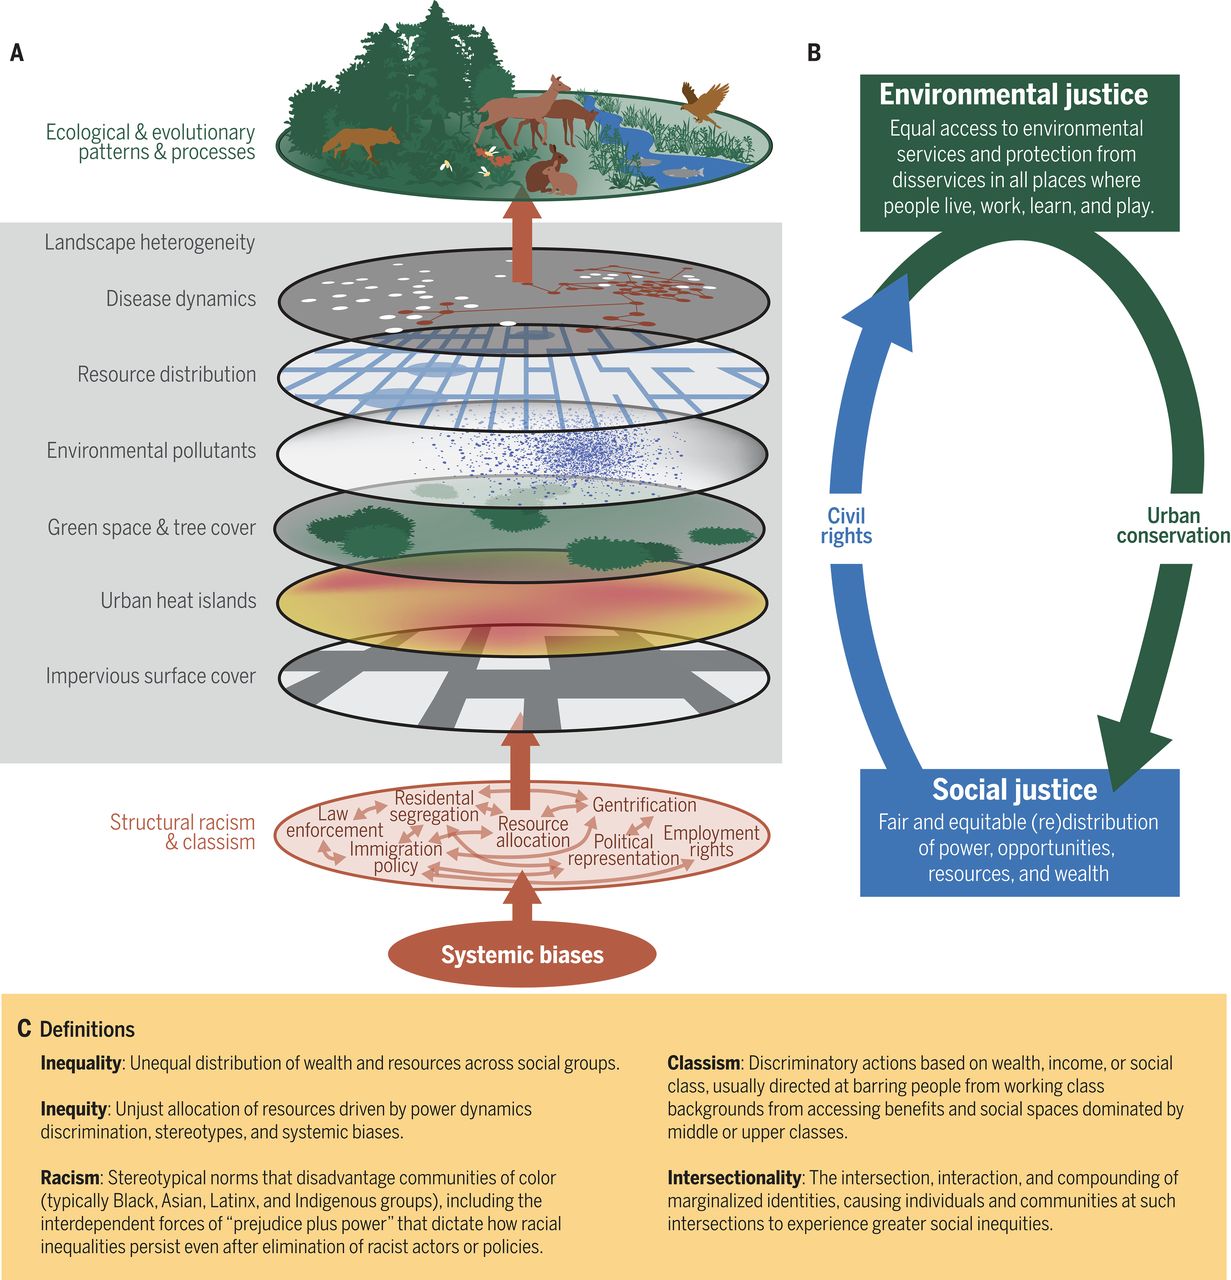 A
Ecological & evolutionary
patterns & processes
Landscape heterogeneity
Disease dynamics
Resource distribution
Environmental pollutants
Green space & tree cover
Urban heat islands
Impervious surface cover
Structural racism
& classism
Law
enforcement
Residential
segregation
Immigration
policy
Resource
allocation
Gentrification
Political
representation
Employment
rights
Systemic biases
B
Environmental justice
Equal access to environmental
services and protection from
disservices in all places where
people live, work, learn, and play.
Civil
rights
Urban
conservation
Social justice
Fair and equitable (re)distribution
of power, opportunities,
resources, and wealth
C Definitions
Inequality: Unequal distribution of wealth and resources across social groups.
Inequity: Unjust allocation of resources driven by power dynamics
discrimination, stereotypes, and systemic biases.
Racism: Stereotypical norms that disadvantage communities of color
(typically Black, Asian, Latinx, and Indigenous groups), including the
interdependent forces of “prejudice plus power” that dictate how racial
inequalities persist even after elimination of racist actors or policies.
Classism: Discriminatory actions based on wealth, income, or social
class, usually directed at barring people from working class
backgrounds from accessing benefits and social spaces dominated by
middle or upper classes.
Intersectionality: The intersection, interaction, and compounding of
marginalized identities, causing individuals and communities at such
intersections to experience greater social inequities.